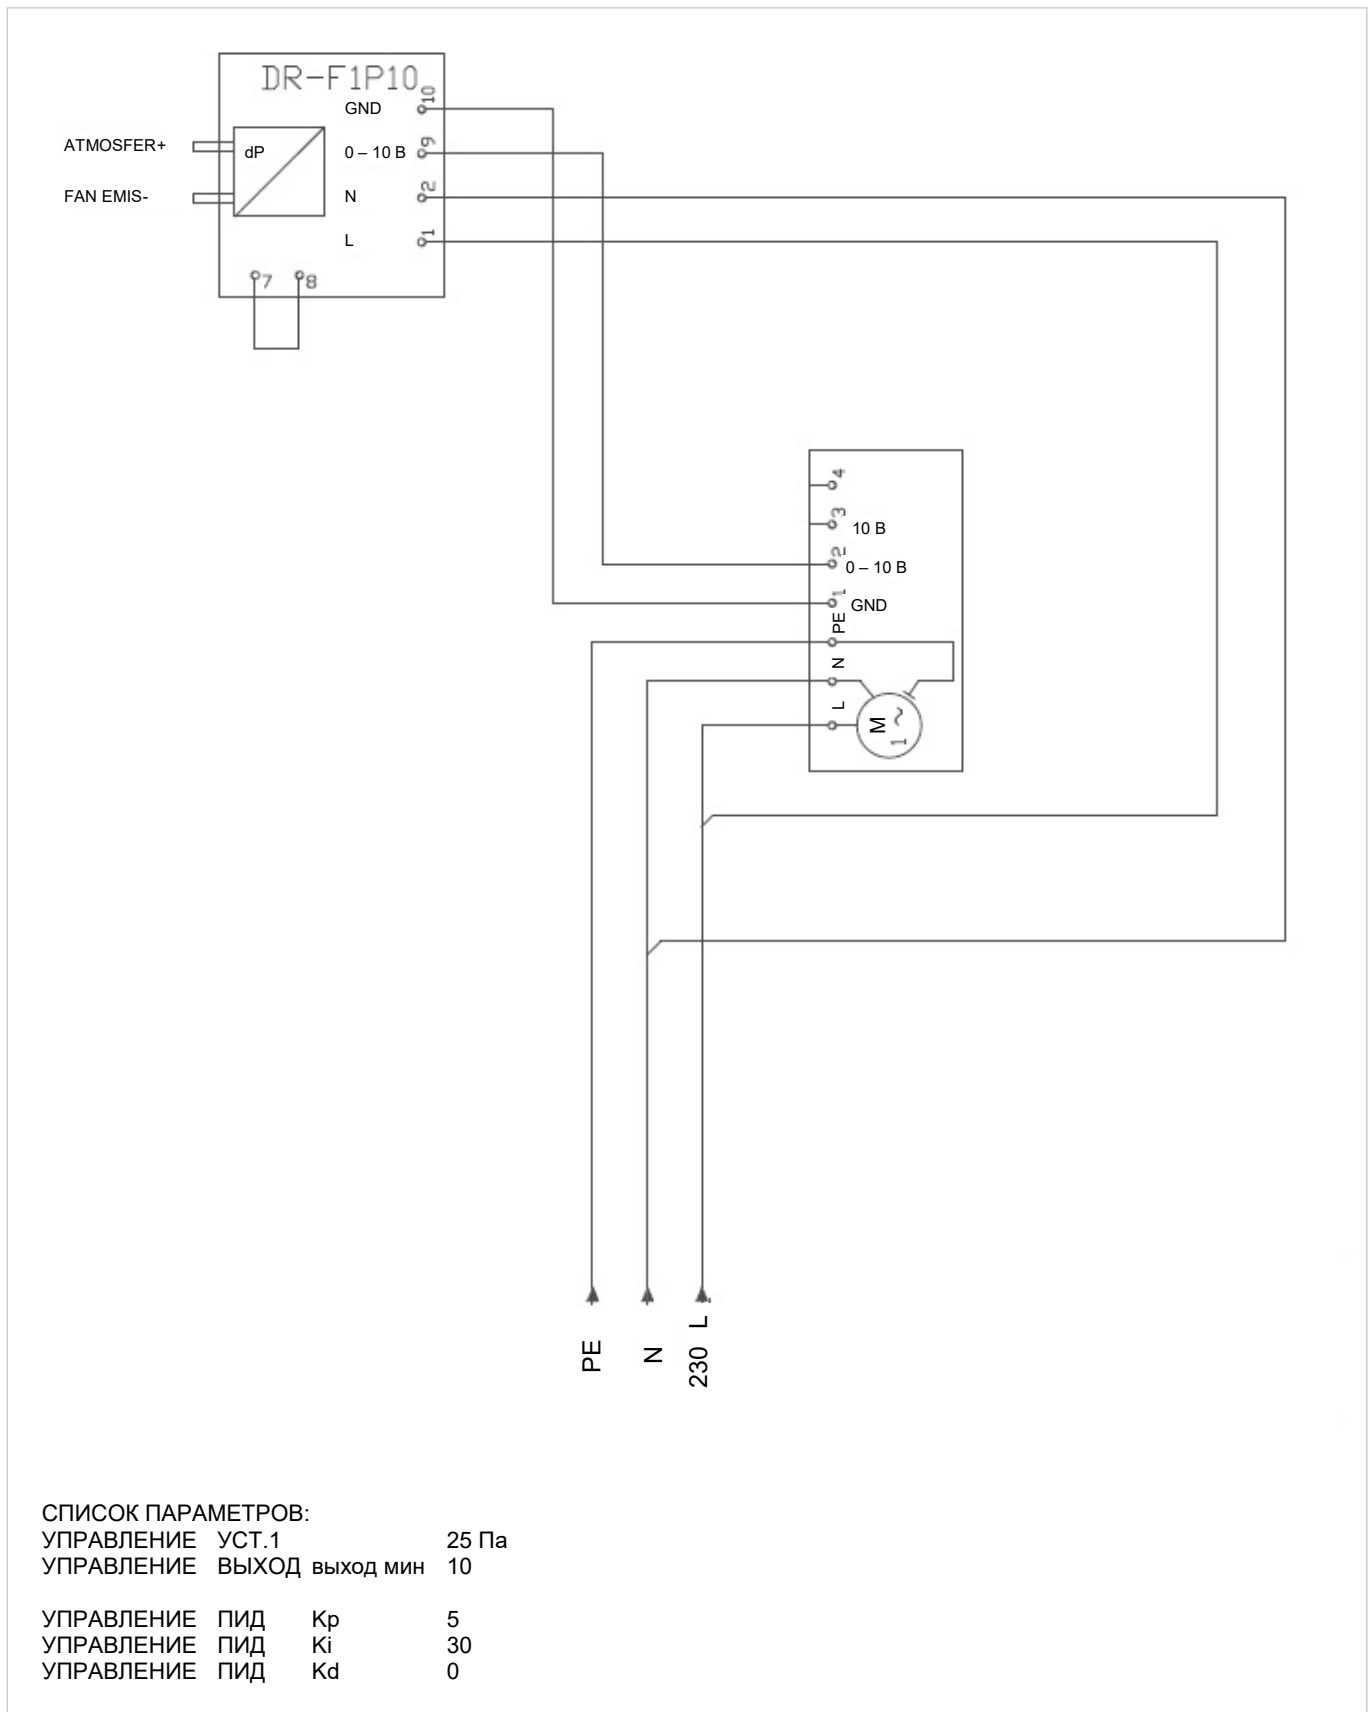 DR-F1P10
10
GND
ATMOSFER+
dP
0 – 10 В
9
FAN EMIS-
N
2
L
1
7
8
4
3
10 В
2
0 – 10 В
1
GND
PE
N
L
M
1 ~
PE
N
230 L
СПИСОК ПАРАМЕТРОВ:
УПРАВЛЕНИЕ УСТ.1 25 Па
УПРАВЛЕНИЕ ВЫХОД выход мин 10
УПРАВЛЕНИЕ ПИД Kp 5
УПРАВЛЕНИЕ ПИД Ki 30
УПРАВЛЕНИЕ ПИД Kd 0